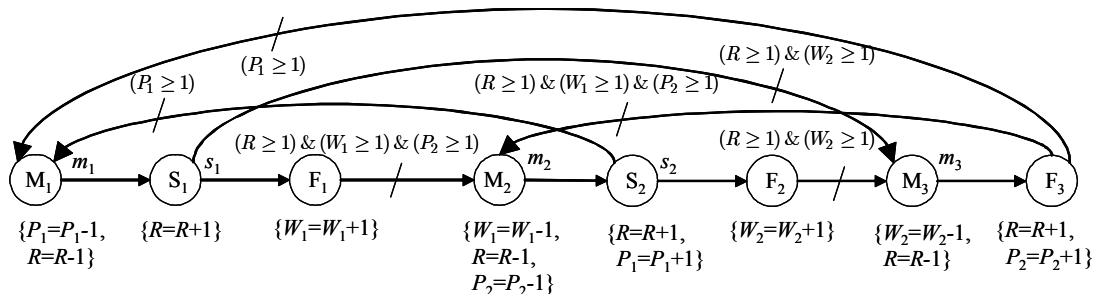 (P₁ ≥ 1)
(P₁ ≥ 1)
(R ≥ 1) & (W₂ ≥ 1)
(R ≥ 1) & (W₁ ≥ 1) & (P₂ ≥ 1)
(R ≥ 1) & (W₁ ≥ 1) & (P₂ ≥ 1)
(R ≥ 1) & (W₂ ≥ 1)
M₁ m₁ S₁ s₁ F₁ M₂ m₂ S₂ s₂ F₂ M₃ m₃ F₃
{P₁=P₁-1,
R=R-1}
{R=R+1}
{W₁=W₁+1}
{W₁=W₁-1,
R=R-1,
P₂=P₂-1}
{R=R+1,
P₁=P₁+1}
{W₂=W₂+1}
{W₂=W₂-1,
R=R-1}
{R=R+1,
P₂=P₂+1}